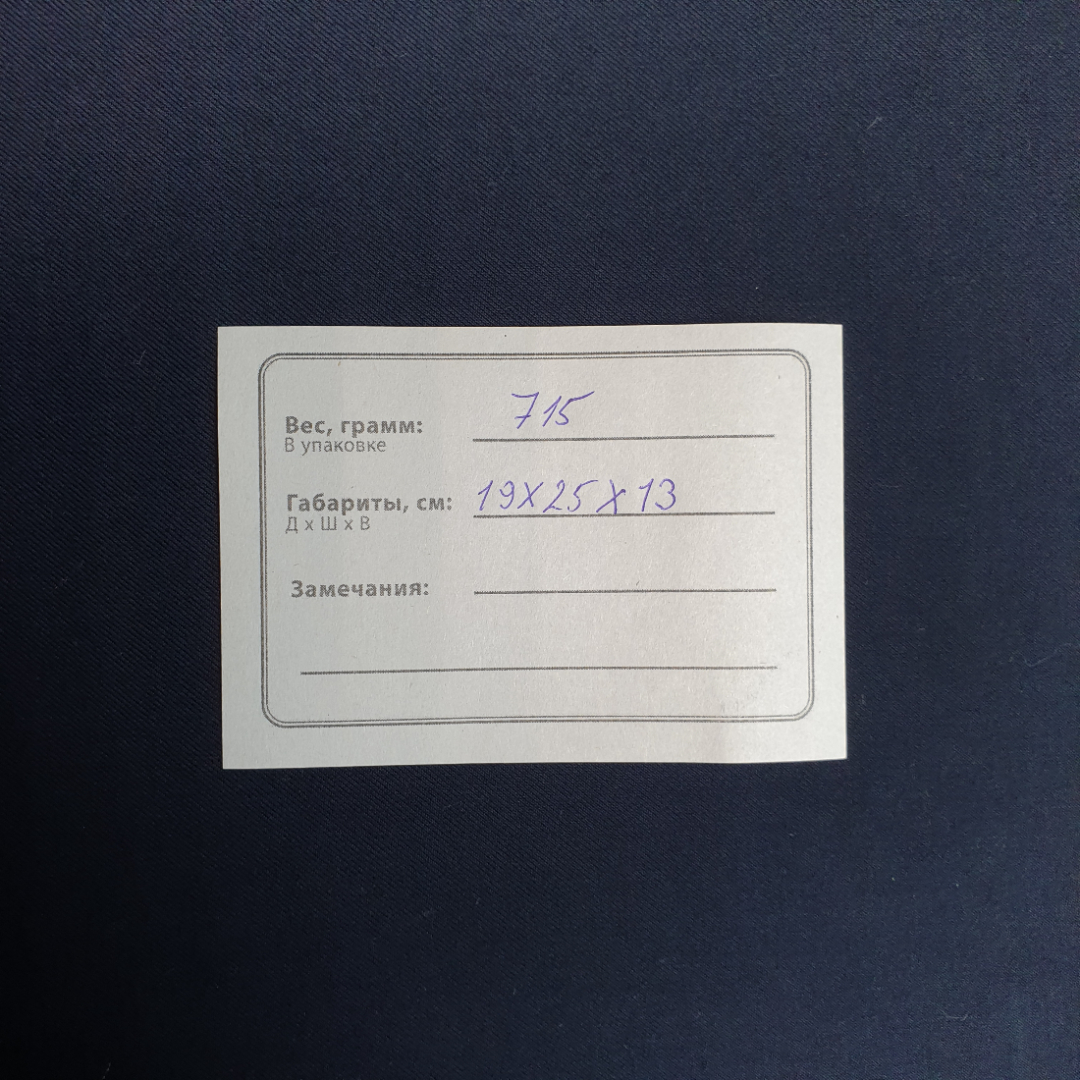 Вес, грамм: 715
В упаковке
Габариты, см: 19X25X13
Д х Ш х В
Замечания: